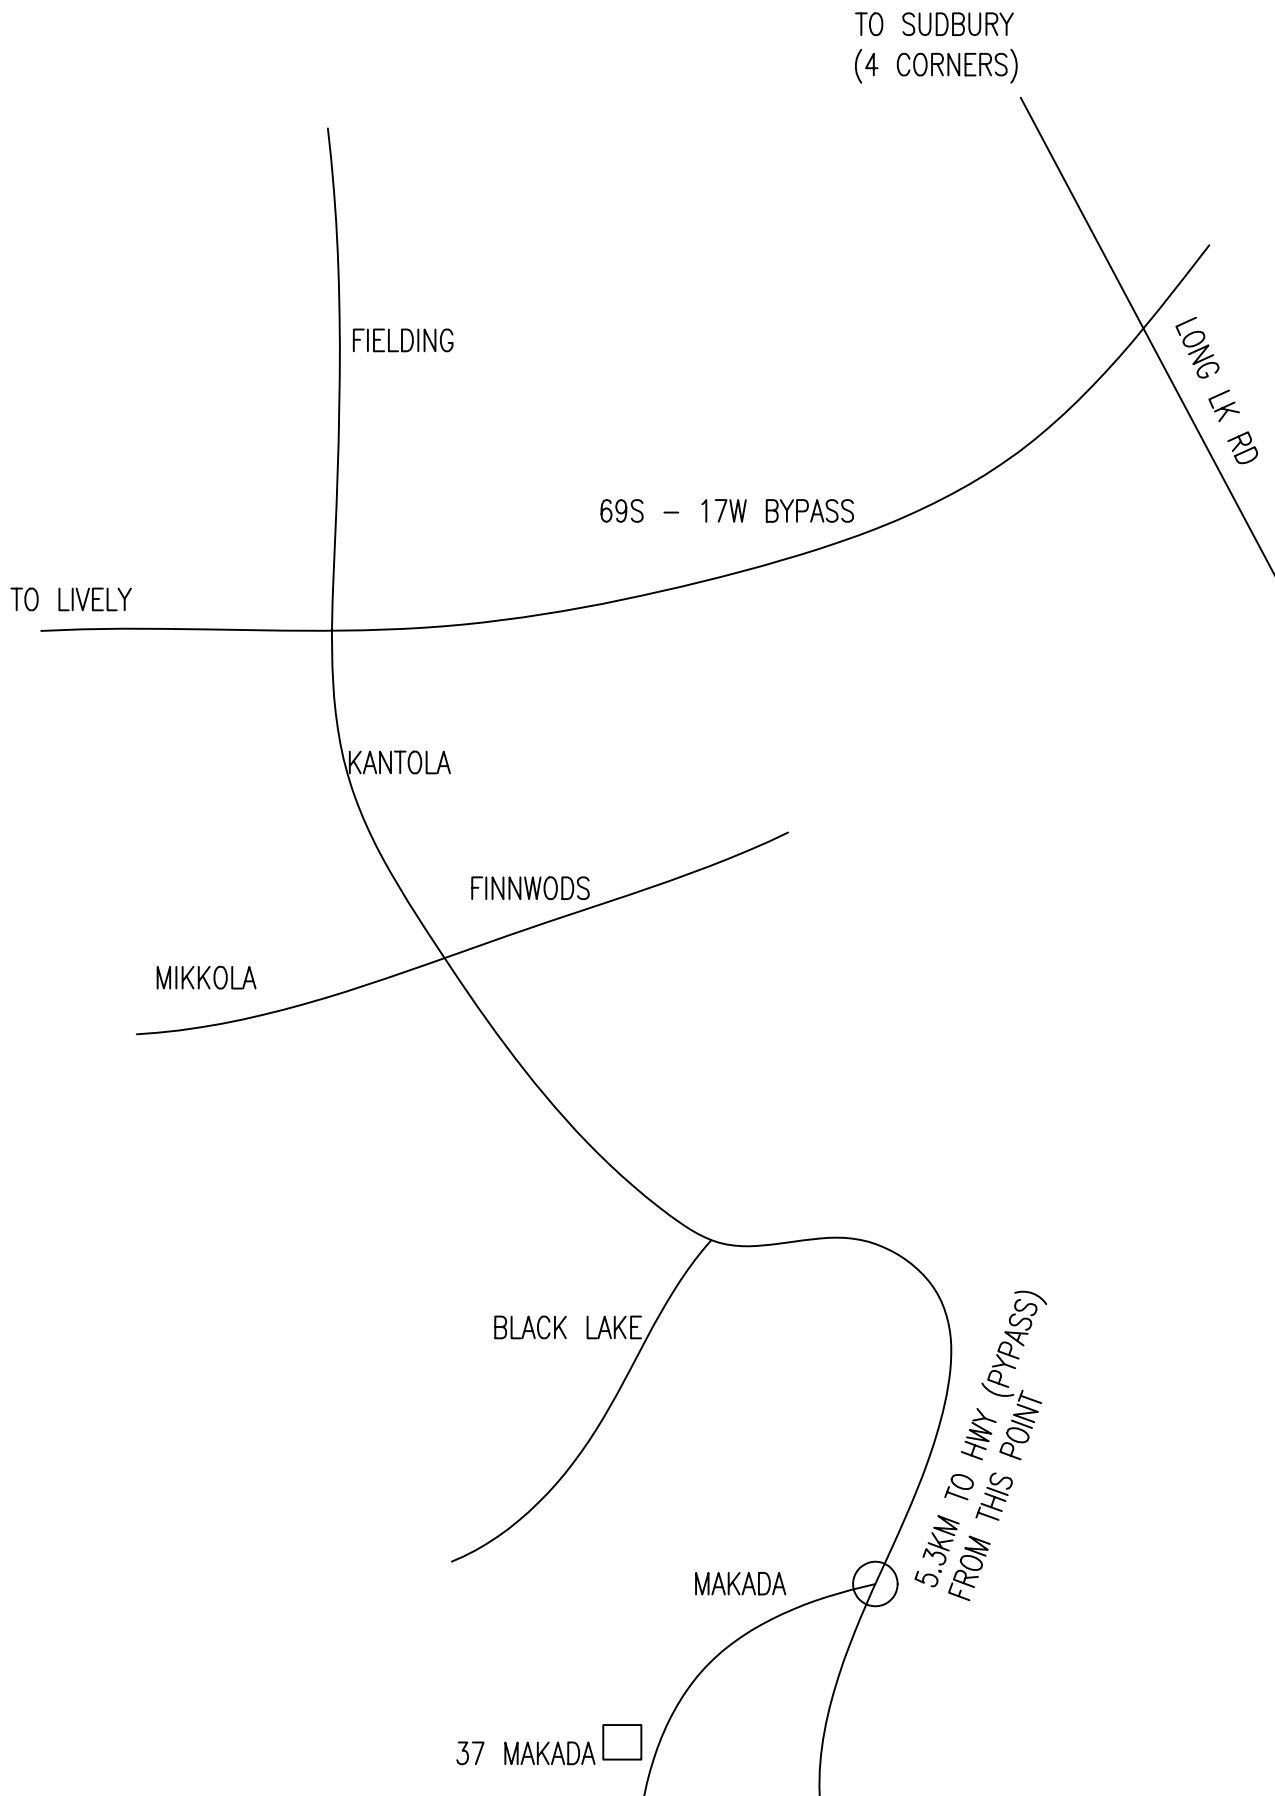 TO SUDBURY
(4 CORNERS)
FIELDING
LONG LK RD
69S - 17W BYPASS
TO LIVELY
KANTOLA
FINNWODS
MIKKOLA
BLACK LAKE
5.3KM TO HWY (PYPASS)
FROM THIS POINT
MAKADA
37 MAKADA